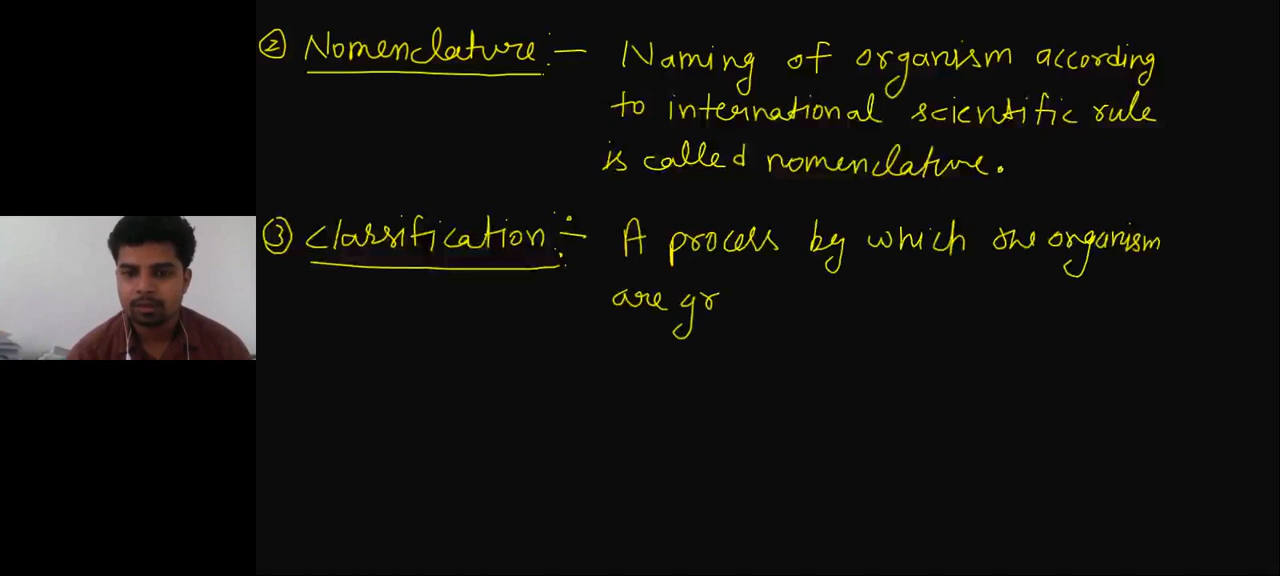 ② Nomenclature :- Naming of organism according
to international scientific rule
is called nomenclature.
③ Classification :- A process by which the organism
are gr